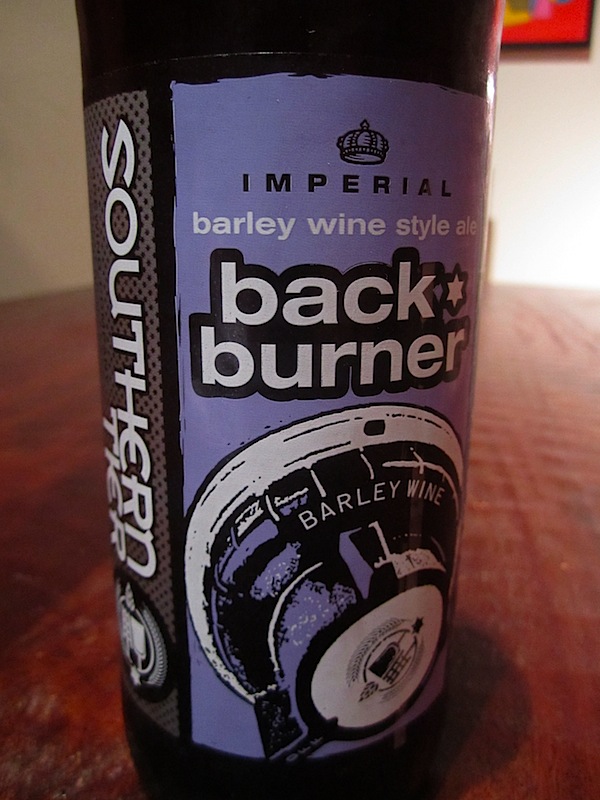 SOUTHERN
TIER
IMPERIAL
barley wine style ale
back
burner
BARLEY WINE